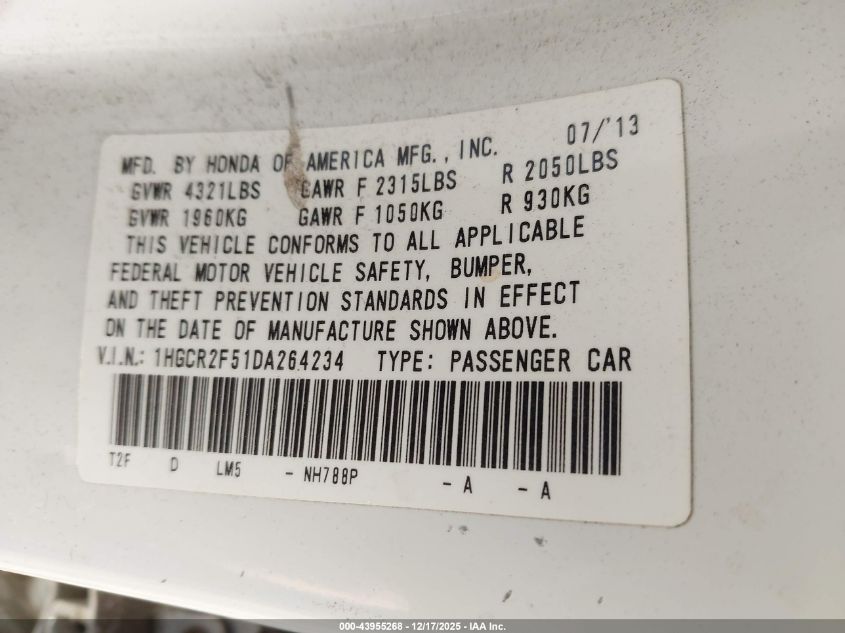 07/'13
MFD. BY HONDA OF AMERICA MFG., INC.
GVWR 4321LBS GAWR F 2315LBS R 2050LBS
GVWR 1960KG GAWR F 1050KG R 930KG
THIS VEHICLE CONFORMS TO ALL APPLICABLE
FEDERAL MOTOR VEHICLE SAFETY, BUMPER,
AND THEFT PREVENTION STANDARDS IN EFFECT
ON THE DATE OF MANUFACTURE SHOWN ABOVE.
V.I.N.: 1HGCR2F51DA264234 TYPE: PASSENGER CAR
T2F D LM5 - NH788P - A - A
000-43955268 - 12/17/2025 - IAA Inc.